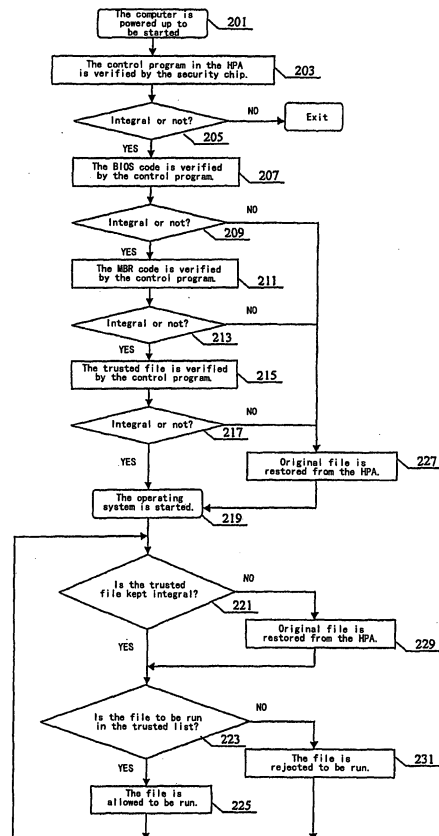 The computer is
powered up to
be started
201
The control program in the HPA
is verified by the security chip.
203
Integral or not?
NO
Exit
205
YES
The BIOS code is verified
by the control program.
207
Integral or not?
NO
209
YES
The MBR code is verified
by the control program.
211
Integral or not?
NO
213
YES
The trusted file is verified
by the control program.
215
Integral or not?
NO
217
YES
Original file is
restored from the HPA.
227
The operating
system is started.
219
Is the trusted
file kept integral?
NO
221
YES
Original file is
restored from the HPA.
229
Is the file to be run
in the trusted list?
NO
223
YES
The file is
rejected to be run.
231
The file is
allowed to be run.
225